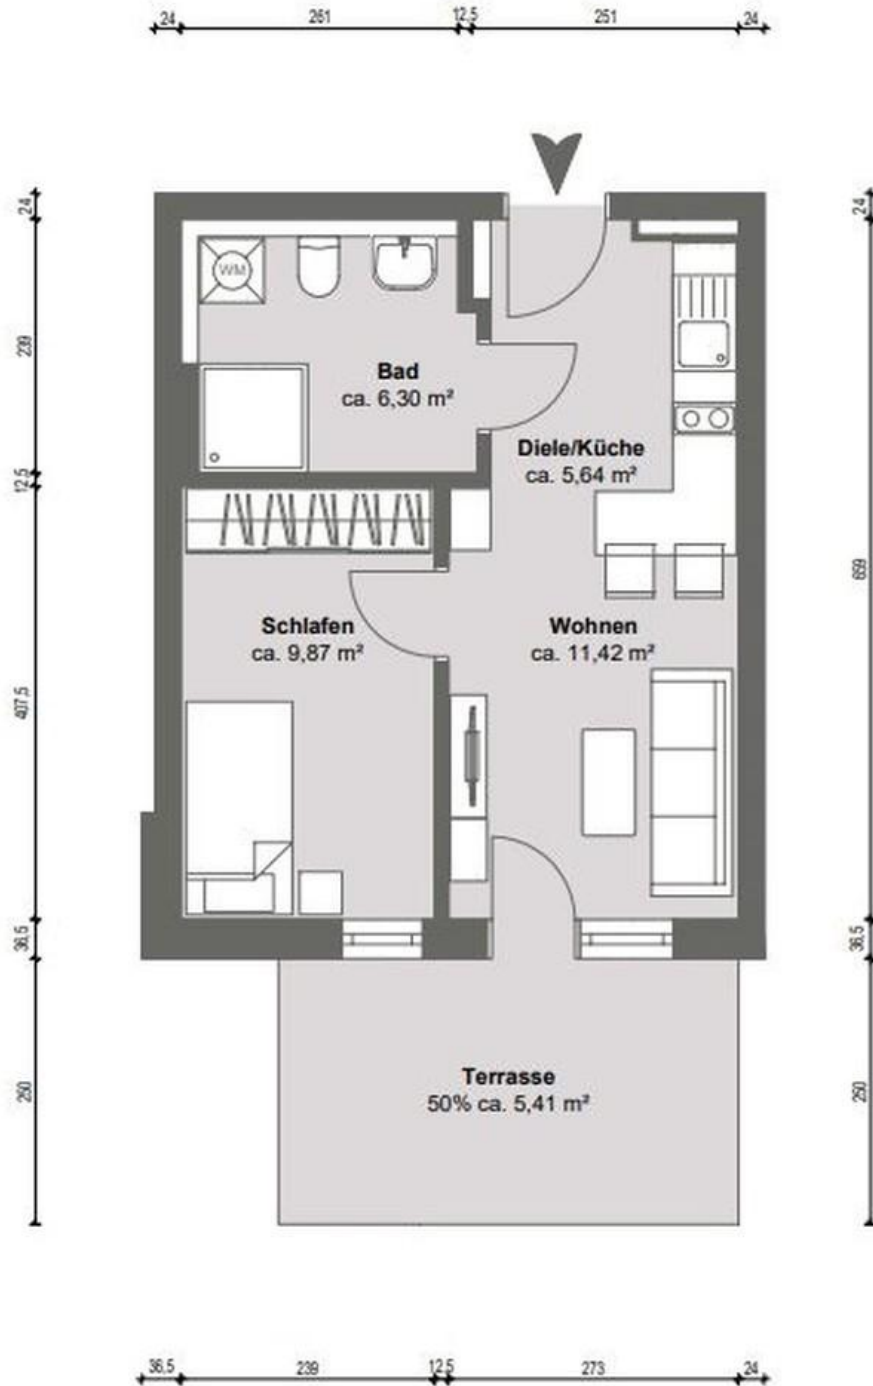 24 261 12,5 251 24
24
24
WM
239
Bad
ca. 6,30 m²
Diele/Küche
ca. 5,64 m²
12,5
659
Schlafen
ca. 9,87 m²
Wohnen
ca. 11,42 m²
407,5
36,5
36,5
Terrasse
50% ca. 5,41 m²
250
250
36,5 239 12,5 273 24